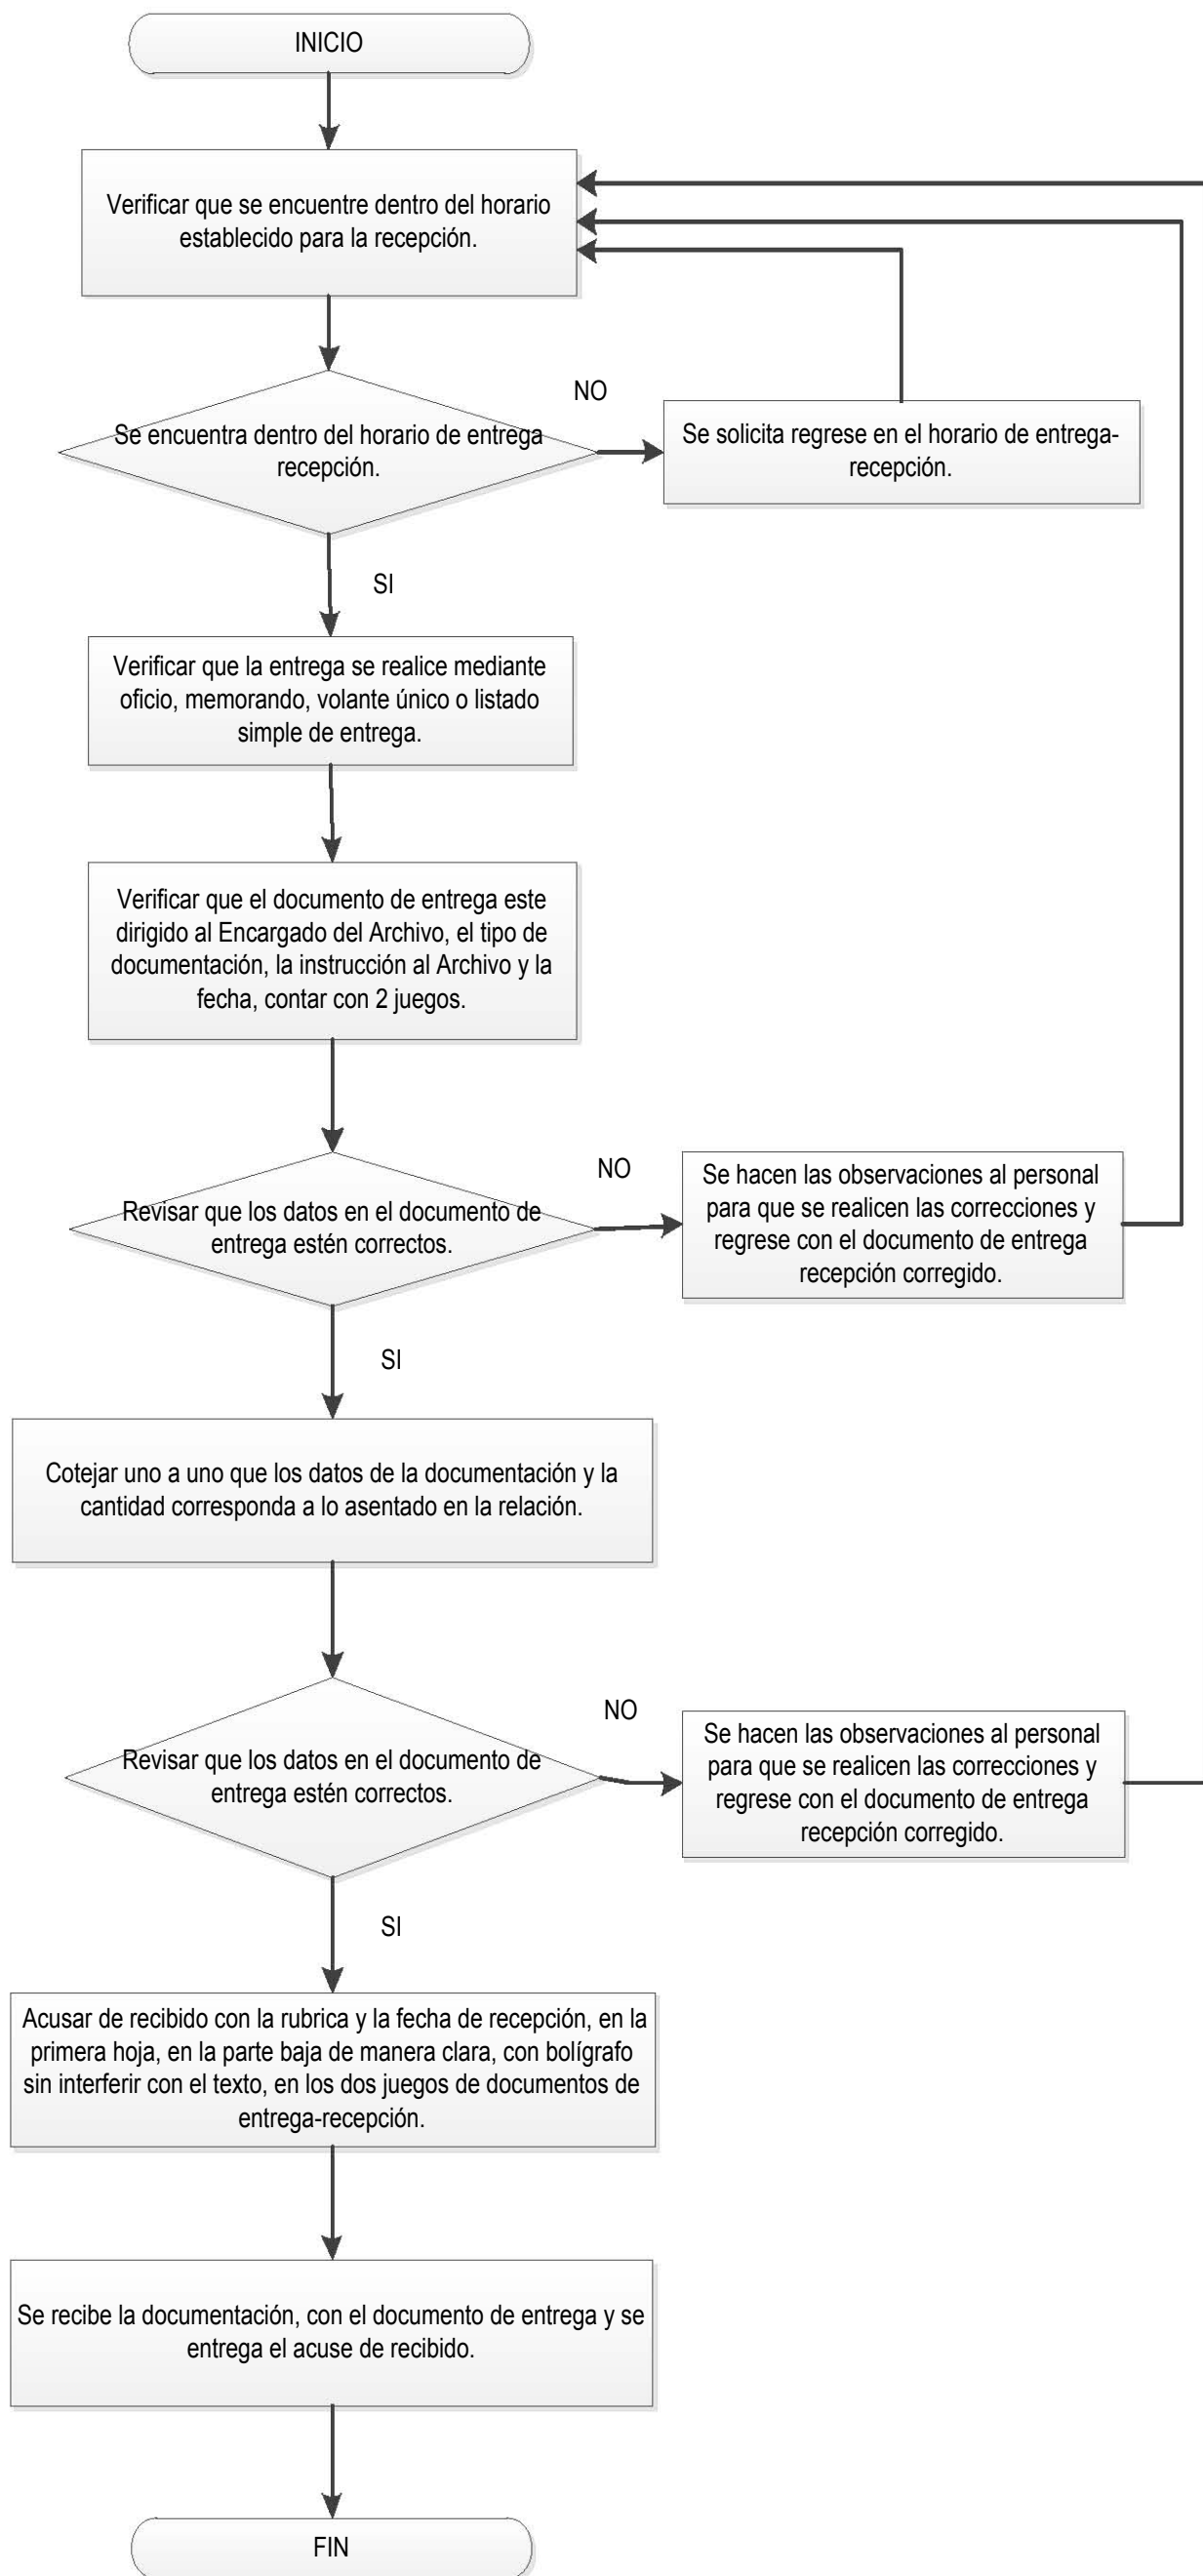 INICIO
Verificar que se encuentre dentro del horario
establecido para la recepción.
NO
Se encuentra dentro del horario de entrega
recepción.
Se solicita regrese en el horario de entrega-
recepción.
SI
Verificar que la entrega se realice mediante
oficio, memorando, volante único o listado
simple de entrega.
Verificar que el documento de entrega este
dirigido al Encargado del Archivo, el tipo de
documentación, la instrucción al Archivo y la
fecha, contar con 2 juegos.
NO
Revisar que los datos en el documento de
entrega estén correctos.
Se hacen las observaciones al personal
para que se realicen las correcciones y
regrese con el documento de entrega
recepción corregido.
SI
Cotejar uno a uno que los datos de la documentación y la
cantidad corresponda a lo asentado en la relación.
NO
Revisar que los datos en el documento de
entrega estén correctos.
Se hacen las observaciones al personal
para que se realicen las correcciones y
regrese con el documento de entrega
recepción corregido.
SI
Acusar de recibido con la rubrica y la fecha de recepción, en la
primera hoja, en la parte baja de manera clara, con bolígrafo
sin interferir con el texto, en los dos juegos de documentos de
entrega-recepción.
Se recibe la documentación, con el documento de entrega y se
entrega el acuse de recibido.
FIN